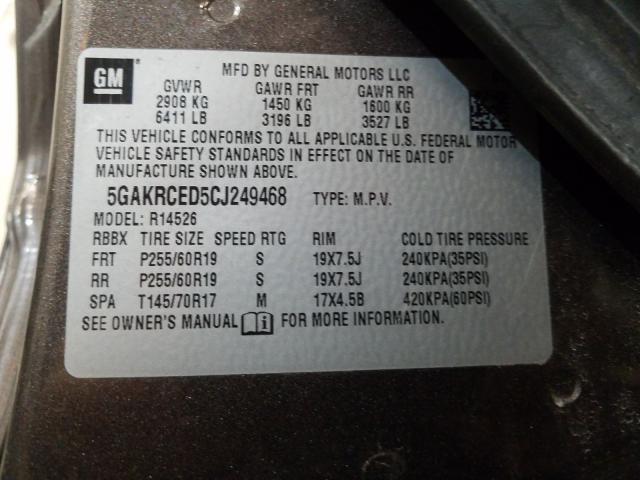 GM
MFD BY GENERAL MOTORS LLC
GVWR GAWR FRT GAWR RR
2908 KG 1450 KG 1600 KG
6411 LB 3196 LB 3527 LB
THIS VEHICLE CONFORMS TO ALL APPLICABLE U.S. FEDERAL MOTOR
VEHICLE SAFETY STANDARDS IN EFFECT ON THE DATE OF
MANUFACTURE SHOWN ABOVE.
5GAKRCED5CJ249468 TYPE: M.P.V.
MODEL: R14526
RBBX TIRE SIZE SPEED RTG RIM COLD TIRE PRESSURE
FRT P255/60R19 S 19X7.5J 240KPA(35PSI)
RR P255/60R19 S 19X7.5J 240KPA(35PSI)
SPA T145/70R17 M 17X4.5B 420KPA(60PSI)
SEE OWNER'S MANUAL i FOR MORE INFORMATION.